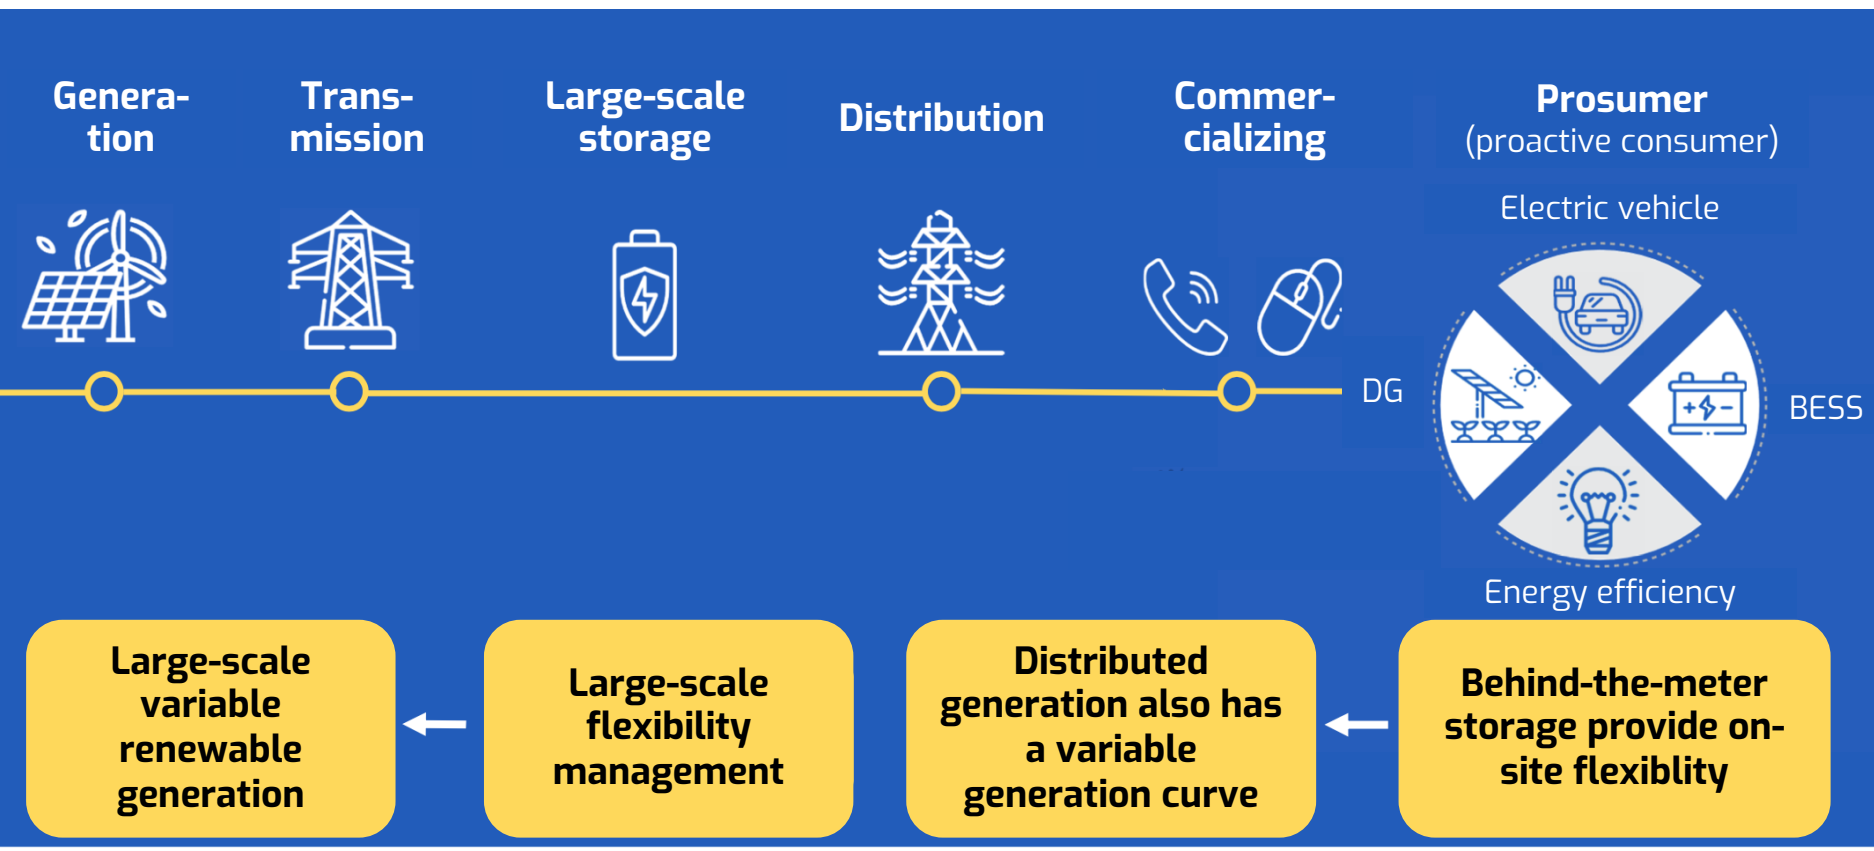 Genera-
tion
Trans-
mission
Large-scale
storage
Distribution
Commer-
cializing
Prosumer
(proactive consumer)
Electric vehicle
DG
BESS
Energy efficiency
Large-scale
variable
renewable
generation
Large-scale
flexibility
management
Distributed
generation also has
a variable
generation curve
Behind-the-meter
storage provide on-
site flexiblity